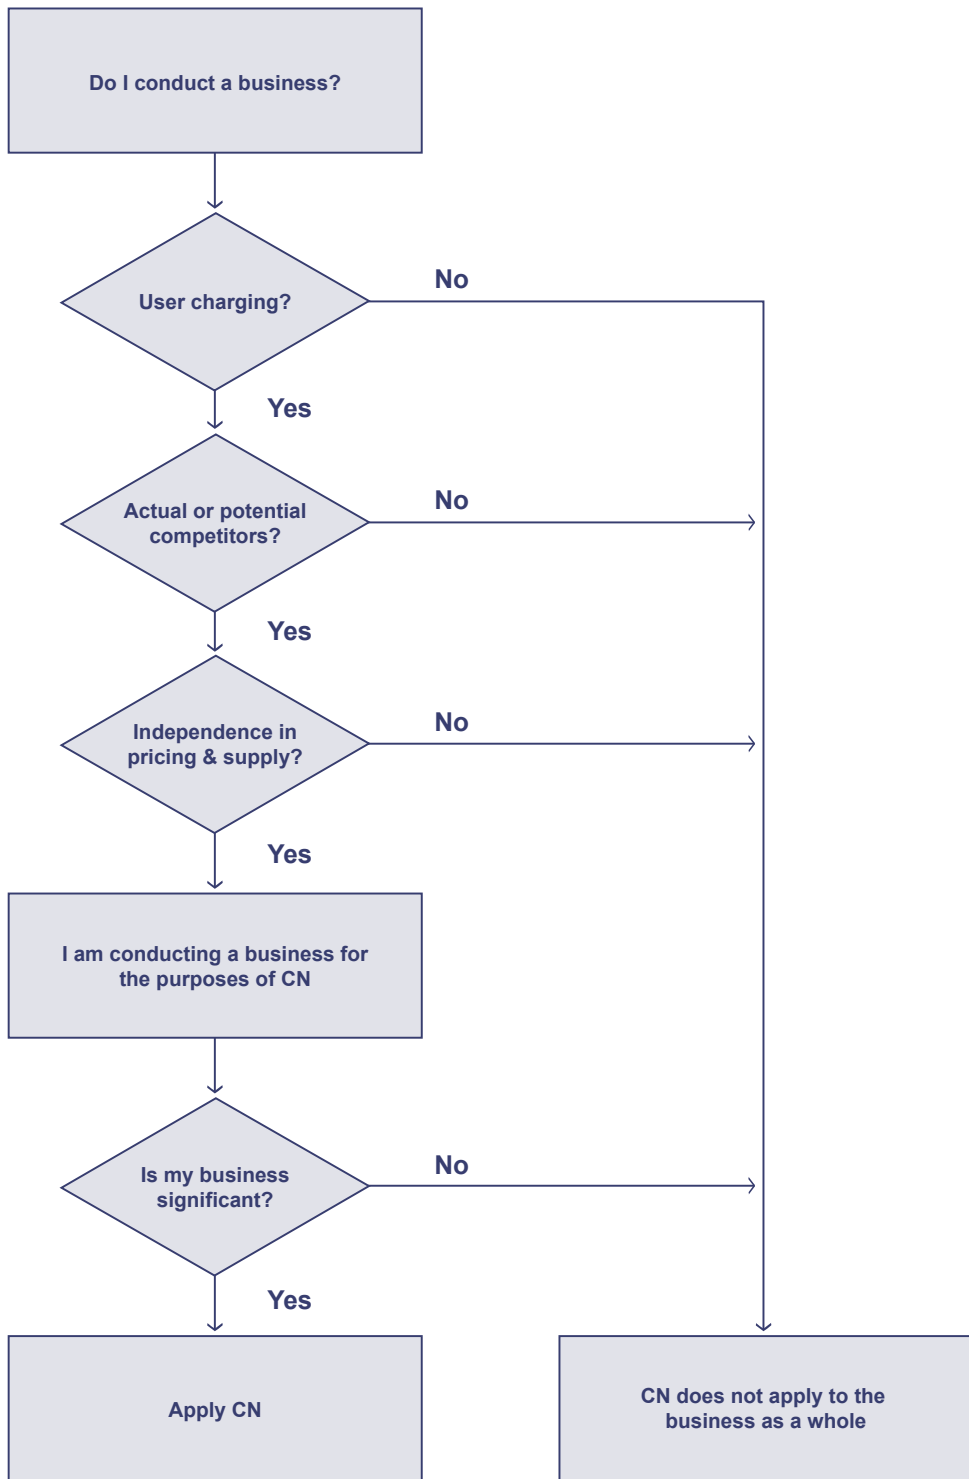 Do I conduct a business?
User charging?
No
Yes
Actual or potential
competitors?
No
Yes
Independence in
pricing & supply?
No
Yes
I am conducting a business for
the purposes of CN
Is my business
significant?
No
Yes
Apply CN
CN does not apply to the
business as a whole